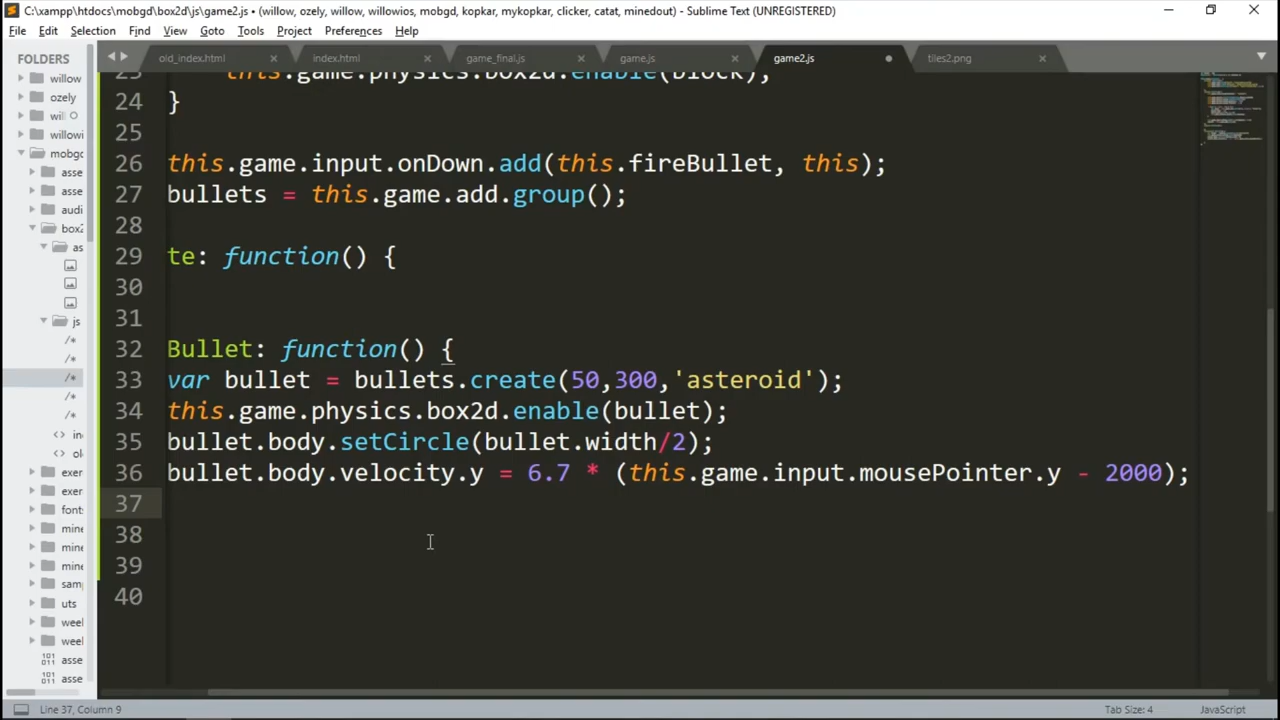 C:\xampp\htdocs\mobgd\box2d\js\game2.js • (willow, ozely, willowios, mobgd, kopkar, mykopkar, clicker, catat, minedout) - Sublime Text (UNREGISTERED)
File Edit Selection Find View Goto Tools Project Preferences Help
FOLDERS
old_index.html
index.html
game_final.js
game.js
game2.js
tiles2.png
willow
ozely
will
willowi
mobgd
asse
asse
audi
box2
as
js
/*
/*
/*
/*
/*
<> in
<> ol
exer
exer
fonts
mine
mine
mine
samp
uts
weel
weel
asse
asse
23 this.game.physics.box2d.enable(block);
24 }
25
26 this.game.input.onDown.add(this.fireBullet, this);
27 bullets = this.game.add.group();
28
29 te: function() {
30
31
32 Bullet: function() {
33 var bullet = bullets.create(50,300,'asteroid');
34 this.game.physics.box2d.enable(bullet);
35 bullet.body.setCircle(bullet.width/2);
36 bullet.body.velocity.y = 6.7 * (this.game.input.mousePointer.y - 2000);
37
38
39
40
Line 37, Column 9
Tab Size: 4
JavaScript